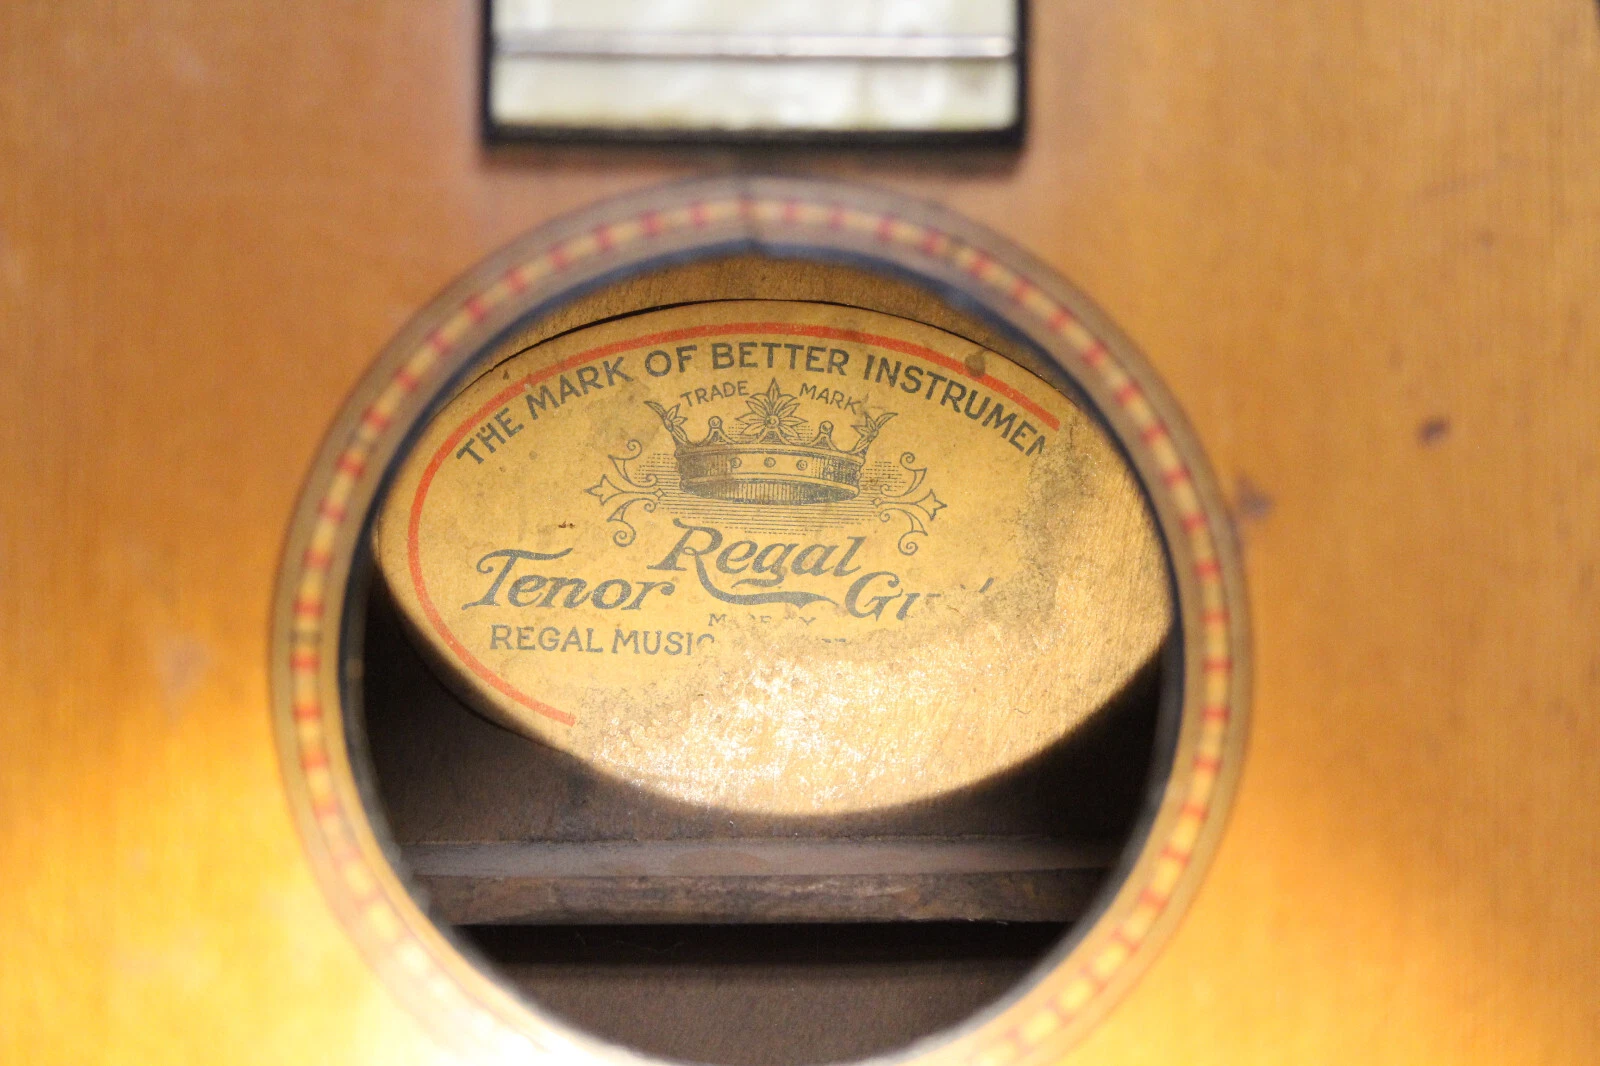 THE MARK OF BETTER INSTRUMEN
TRADE MARK
Regal
Tenor
REGAL MUSIC